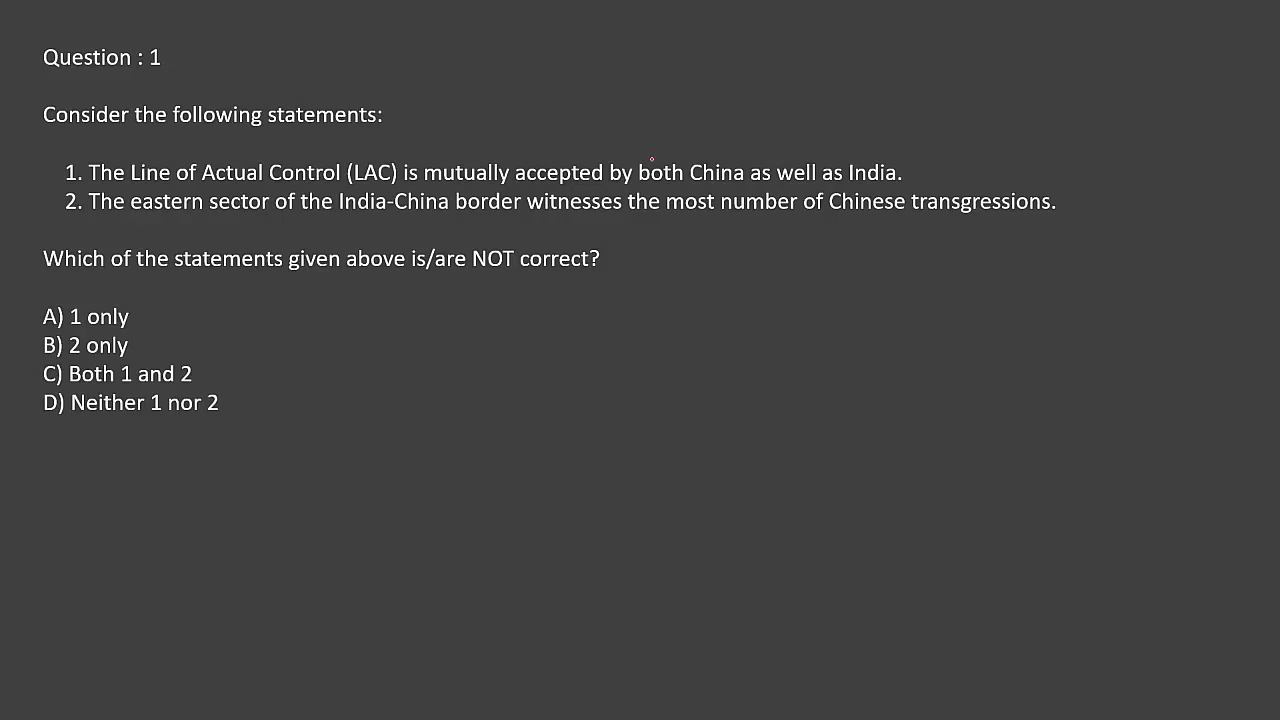 Question : 1
Consider the following statements:
1. The Line of Actual Control (LAC) is mutually accepted by both China as well as India.
2. The eastern sector of the India-China border witnesses the most number of Chinese transgressions.
Which of the statements given above is/are NOT correct?
A) 1 only
B) 2 only
C) Both 1 and 2
D) Neither 1 nor 2